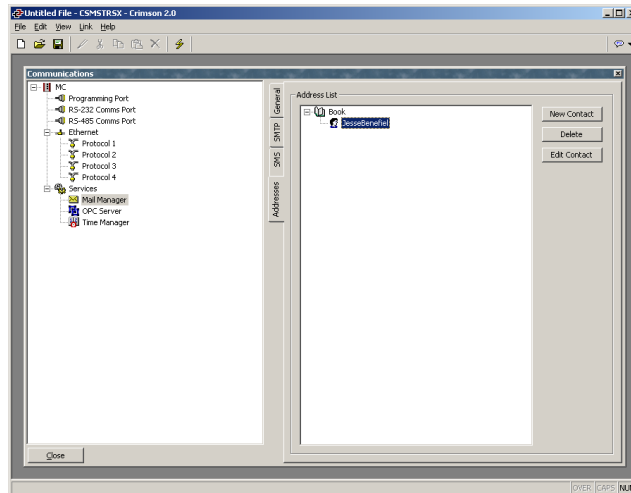 Untitled File - CSMSTRSX - Crimson 2.0
File Edit View Link Help
Communications
MC
Programming Port
RS-232 Comms Port
RS-485 Comms Port
Ethernet
Protocol 1
Protocol 2
Protocol 3
Protocol 4
Services
Mail Manager
OPC Server
Time Manager
General
SMTP
SMS
Addresses
Address List
Book
JesseBenefiel
New Contact
Delete
Edit Contact
Close
OVER CAPS NUM